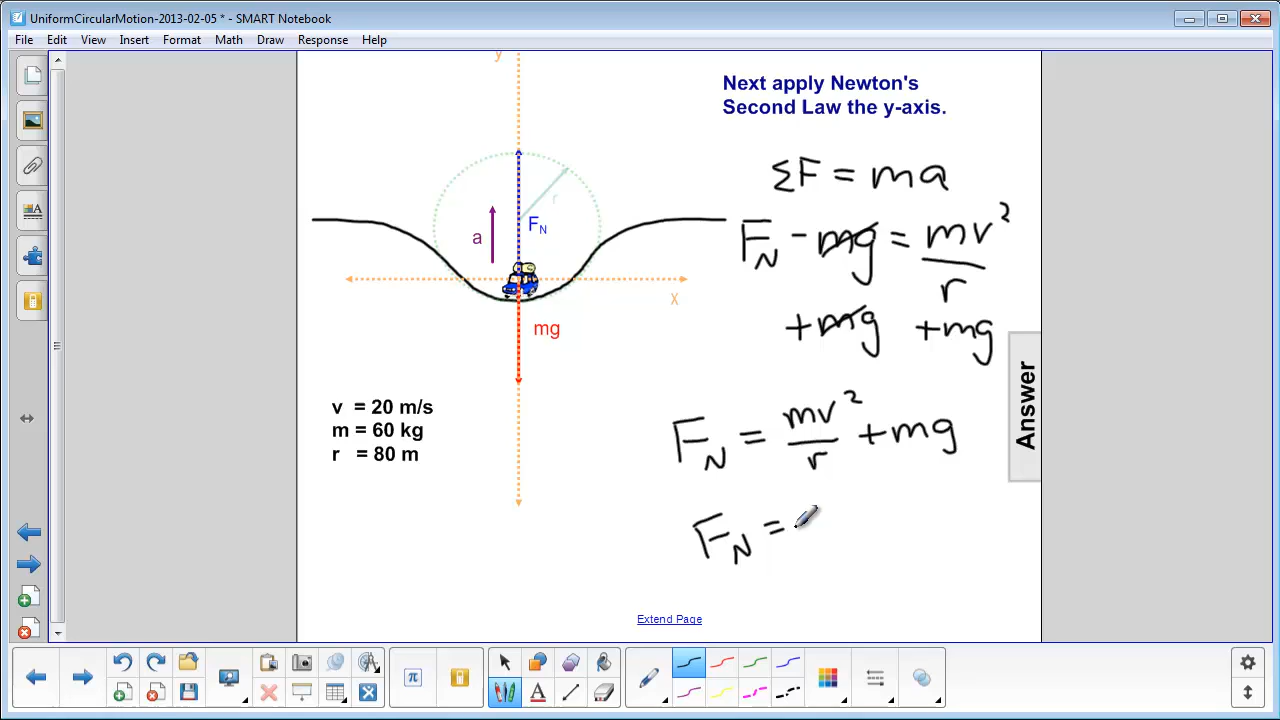 UniformCircularMotion-2013-02-05 * - SMART Notebook
File Edit View Insert Format Math Draw Response Help
y
Next apply Newton's
Second Law the y-axis.
ΣF = ma
r
F_N
a
F_N - mg = mv²/r
+mg +mg
x
mg
Answer
v = 20 m/s
m = 60 kg
r = 80 m
F_N = mv²/r + mg
F_N =
Extend Page
π
A